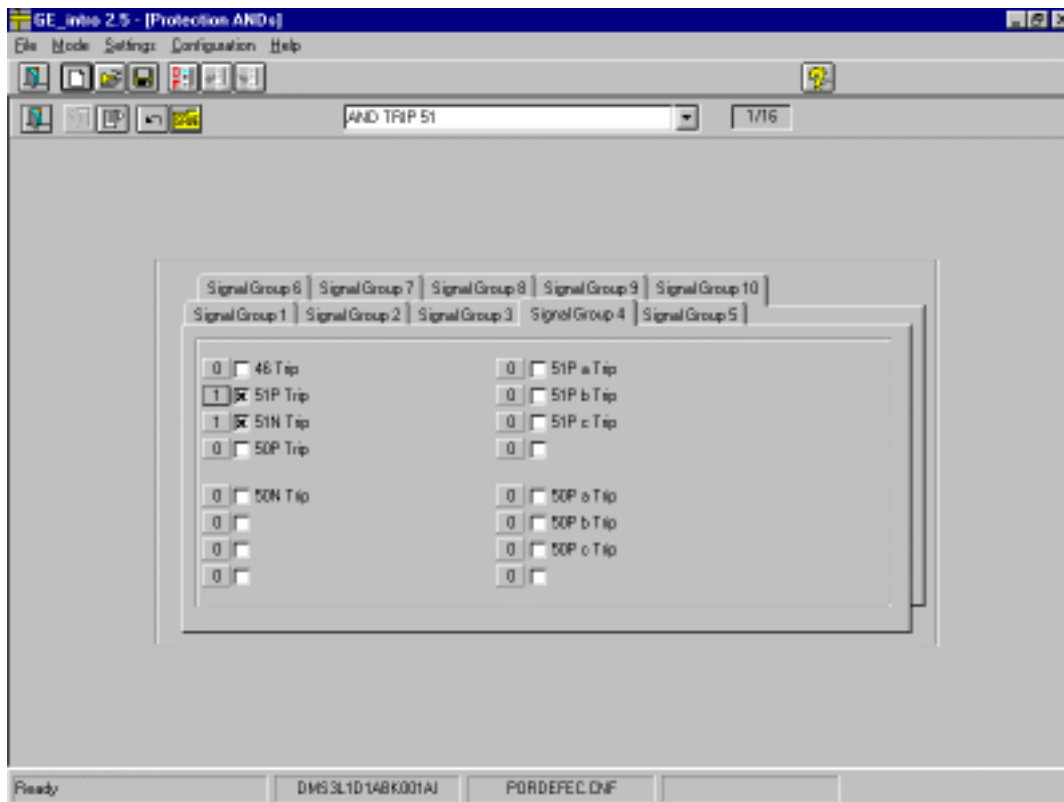 GE_intro 2.5 - [Protection ANDs]
File Mode Settings Configuration Help
AND TRIP 51
1/16
Signal Group 6 Signal Group 7 Signal Group 8 Signal Group 9 Signal Group 10
Signal Group 1 Signal Group 2 Signal Group 3 Signal Group 4 Signal Group 5
0 46 Trip
1 51P Trip
1 51N Trip
0 50P Trip
0 50N Trip
0
0
0
0 51P a Trip
0 51P b Trip
0 51P c Trip
0
0 50P a Trip
0 50P b Trip
0 50P c Trip
0
Ready DMS3L1D1ABK001AI PORDEFEC.CNF